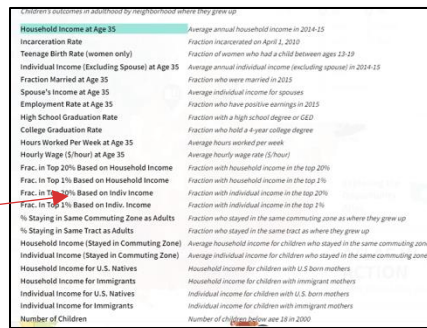 Children's outcomes in adulthood by neighborhood where they grew up
Household Income at Age 35 Average annual household income in 2014-15
Incarceration Rate Fraction incarcerated on April 1, 2010
Teenage Birth Rate (women only) Fraction of women who had a child between ages 13-19
Individual Income (Excluding Spouse) at Age 35 Average annual individual income (excluding spouse) in 2014-15
Fraction Married at Age 35 Fraction who were married in 2015
Spouse's Income at Age 35 Average individual income for spouses
Employment Rate at Age 35 Fraction who have positive earnings in 2015
High School Graduation Rate Fraction with a high school degree or GED
College Graduation Rate Fraction who hold a 4-year college degree
Hours Worked Per Week at Age 35 Average hours worked per week
Hourly Wage ($/hour) at Age 35 Average hourly wage rate ($/hour)
Frac. in Top 20% Based on Household Income Fraction with household income in the top 20%
Frac. In Top 1% Based on Household Income Fraction with household income in the top 1%
Frac. in Top 20% Based on Indiv Income Fraction with individual income in the top 20%
Frac. In Top 1% Based on Indiv. Income Fraction with individual income in the top 1%
% Staying in Same Commuting Zone as Adults Fraction who stayed in the same commuting zone as where they grew up
% Staying in Same Tract as Adults Fraction who stayed in the same tract as where they grew up
Household Income (Stayed in Commuting Zone) Average household income for children who stayed in the same commuting zone
Individual Income (Stayed in Commuting Zone) Average individual income for children who stayed in the same commuting zone
Household Income for U.S. Natives Household income for children with U.S born mothers
Household Income for Immigrants Household income for children with immigrant mothers
Individual Income for U.S. Natives Individual income for children with U.S. born mothers
Individual Income for Immigrants Individual income for children with immigrant mothers
Number of Children Number of children below age 18 in 2000